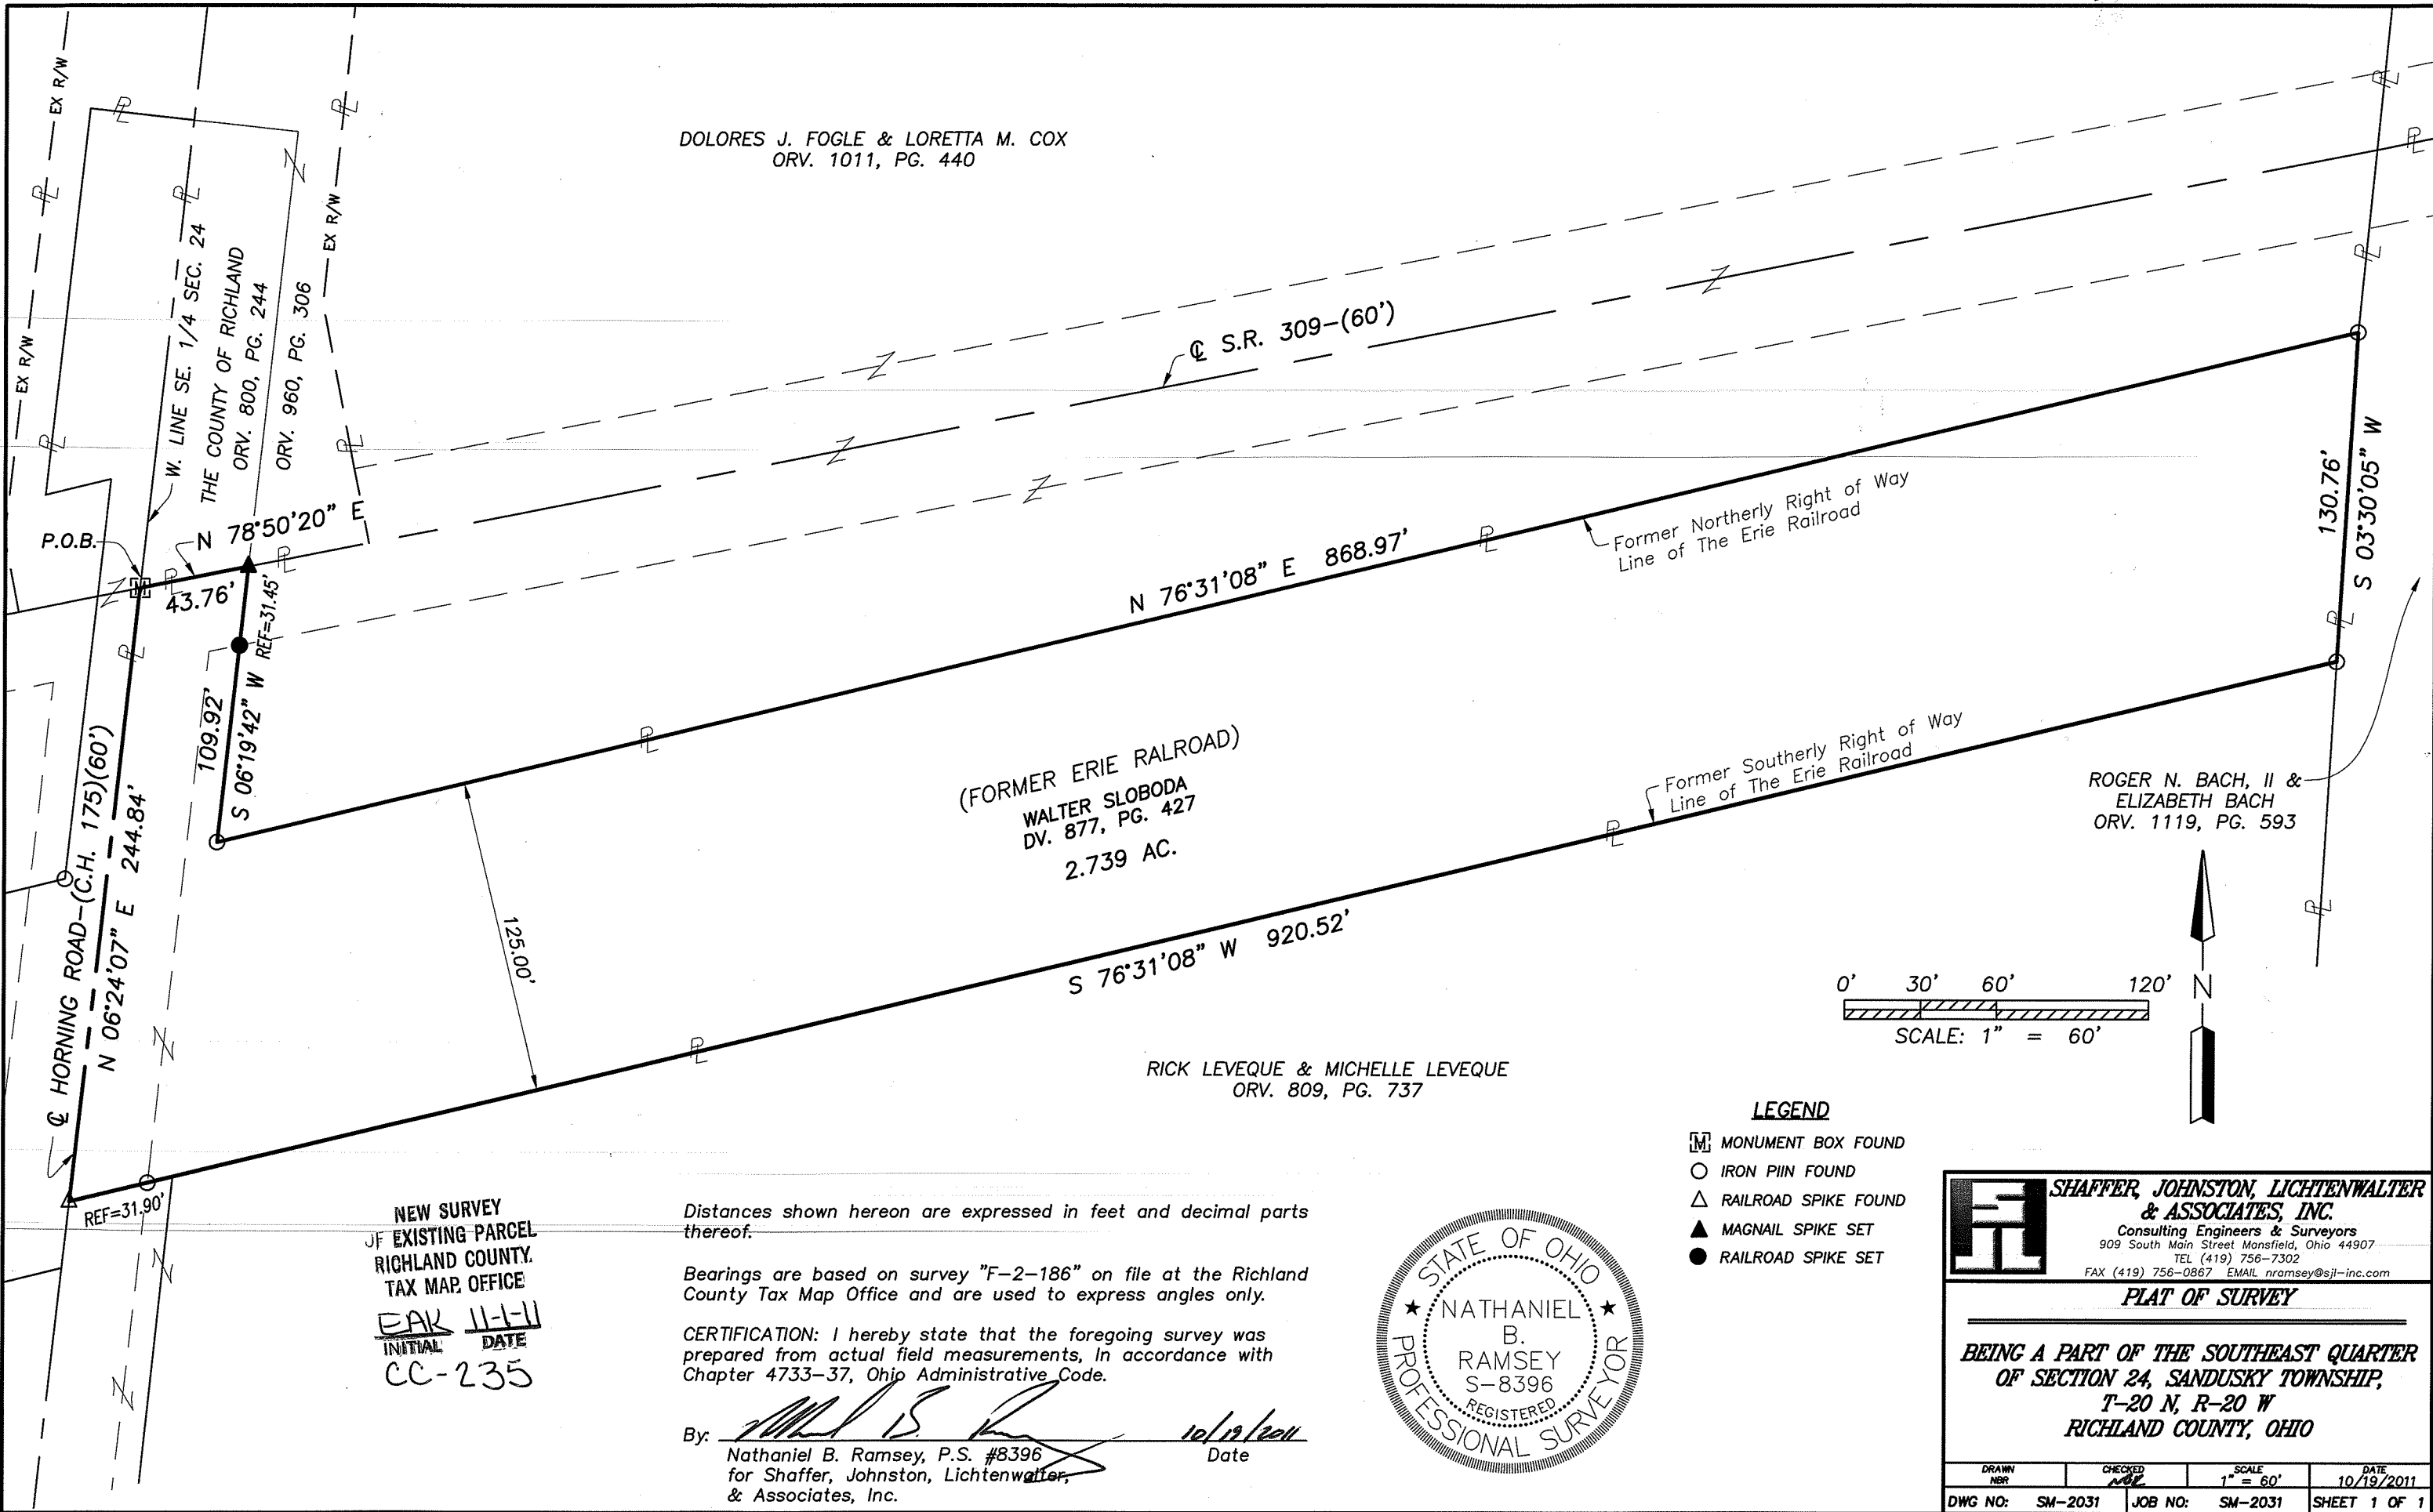 EX R/W
EX R/W
EX R/W
W. LINE SE. 1/4 SEC. 24
THE COUNTY OF RICHLAND
ORV. 800, PG. 244
ORV. 960, PG. 306
DOLORES J. FOGLE & LORETTA M. COX
ORV. 1011, PG. 440
℄ S.R. 309-(60')
P.O.B.
N 78°50'20" E
43.76'
M
REF=31.45'
109.92'
S 06°19'42" W
℄ HORNING ROAD-(C.H. 175)(60')
N 06°24'07" E 244.84'
N 76°31'08" E 868.97'
Former Northerly Right of Way
Line of The Erie Railroad
130.76'
S 03°30'05" W
(FORMER ERIE RALROAD)
WALTER SLOBODA
DV. 877, PG. 427
2.739 AC.
125.00'
Former Southerly Right of Way
Line of The Erie Railroad
S 76°31'08" W 920.52'
ROGER N. BACH, II &
ELIZABETH BACH
ORV. 1119, PG. 593
RICK LEVEQUE & MICHELLE LEVEQUE
ORV. 809, PG. 737
0' 30' 60' 120'
SCALE: 1" = 60'
N
REF=31.90'
LEGEND
M MONUMENT BOX FOUND
IRON PIIN FOUND
RAILROAD SPIKE FOUND
MAGNAIL SPIKE SET
RAILROAD SPIKE SET
NEW SURVEY
OF EXISTING PARCEL
RICHLAND COUNTY.
TAX MAP OFFICE
EAK 11-1-11
INITIAL DATE
CC-235
Distances shown hereon are expressed in feet and decimal parts
thereof.
Bearings are based on survey "F-2-186" on file at the Richland
County Tax Map Office and are used to express angles only.
CERTIFICATION: I hereby state that the foregoing survey was
prepared from actual field measurements, In accordance with
Chapter 4733-37, Ohio Administrative Code.
By: 10/19/2011
Date
Nathaniel B. Ramsey, P.S. #8396
for Shaffer, Johnston, Lichtenwalter,
& Associates, Inc.
STATE OF OHIO
NATHANIEL
B.
RAMSEY
S-8396
REGISTERED
PROFESSIONAL SURVEYOR
SHAFFER, JOHNSTON, LICHTENWALTER
& ASSOCIATES, INC.
Consulting Engineers & Surveyors
909 South Main Street Mansfield, Ohio 44907
TEL (419) 756-7302
FAX (419) 756-0867 EMAIL nramsey@sjl-inc.com
PLAT OF SURVEY
BEING A PART OF THE SOUTHEAST QUARTER
OF SECTION 24, SANDUSKY TOWNSHIP,
T-20 N, R-20 W
RICHLAND COUNTY, OHIO
DRAWN CHECKED SCALE DATE
NBR NBR 1" = 60' 10/19/2011
DWG NO: SM-2031 JOB NO: SM-2031 SHEET 1 OF 1